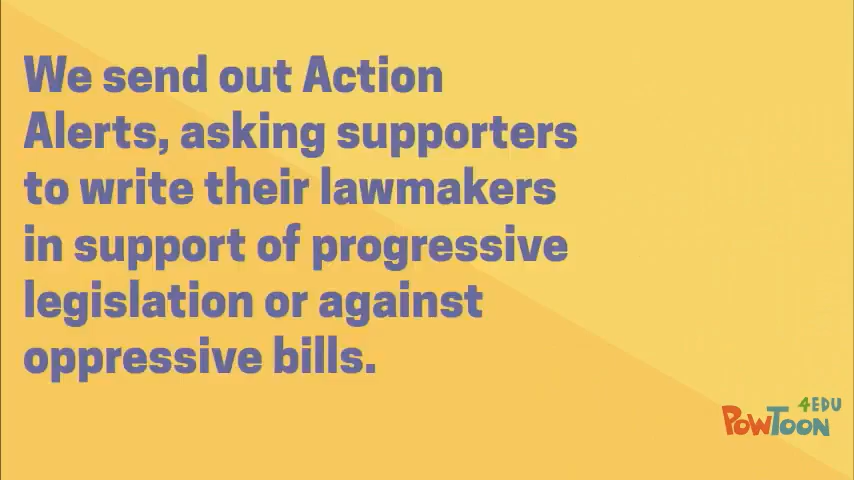 We send out Action
Alerts, asking supporters
to write their lawmakers
in support of progressive
legislation or against
oppressive bills.
4EDU
POWTOON